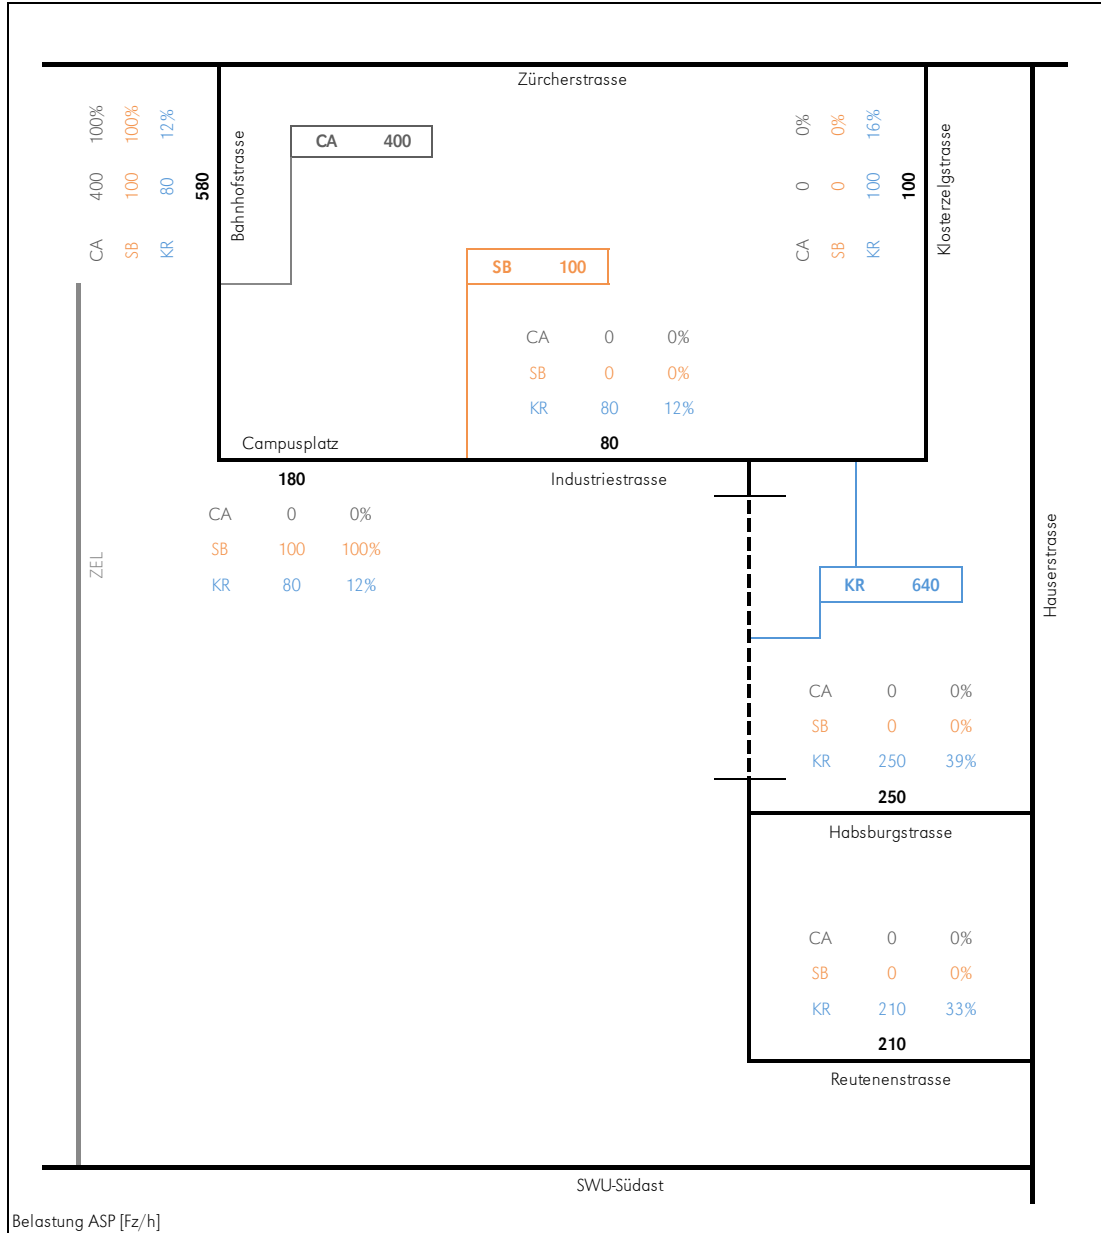 Zürcherstrasse
CA 400 100%
SB 100 100%
KR 80 12%
580
Bahnhofstrasse
CA 400
CA 0 0%
SB 0 0%
KR 100 16%
100
Klosterzelgstrasse
SB 100
CA 0 0%
SB 0 0%
KR 80 12%
80
Campusplatz
180
Industriestrasse
CA 0 0%
SB 100 100%
KR 80 12%
ZEL
Hauserstrasse
KR 640
CA 0 0%
SB 0 0%
KR 250 39%
250
Habsburgstrasse
CA 0 0%
SB 0 0%
KR 210 33%
210
Reutenenstrasse
SWU-Südast
Belastung ASP [Fz/h]